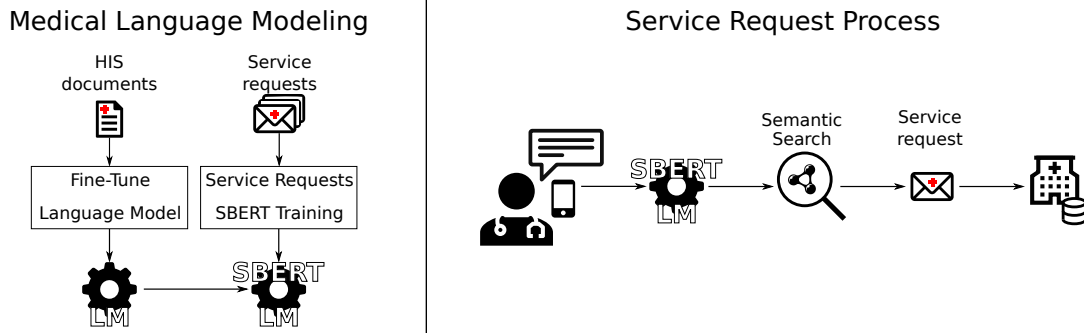 Medical Language Modeling
HIS
documents
Service
requests
Fine-Tune
Language Model
Service Requests
SBERT Training
LM
SBERT
LM
Service Request Process
SBERT
LM
Semantic
Search
Service
request